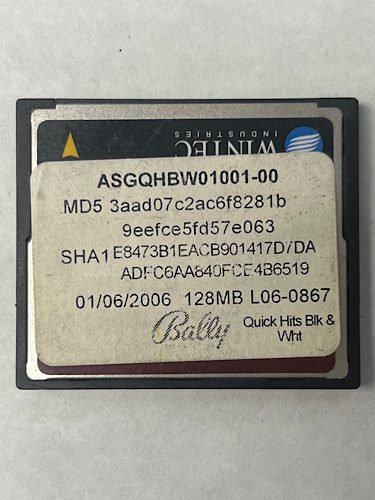 WINTEC
INDUSTRIES
ASGQHBW01001-00
MD5 3aad07c2ac6f8281b
9eefce5fd57e063
SHA1 E8473B1EACB901417D7DA
ADFC6AA840FCE4B6519
01/06/2006 128MB L06-0867
Bally Quick Hits Blk &
Wht